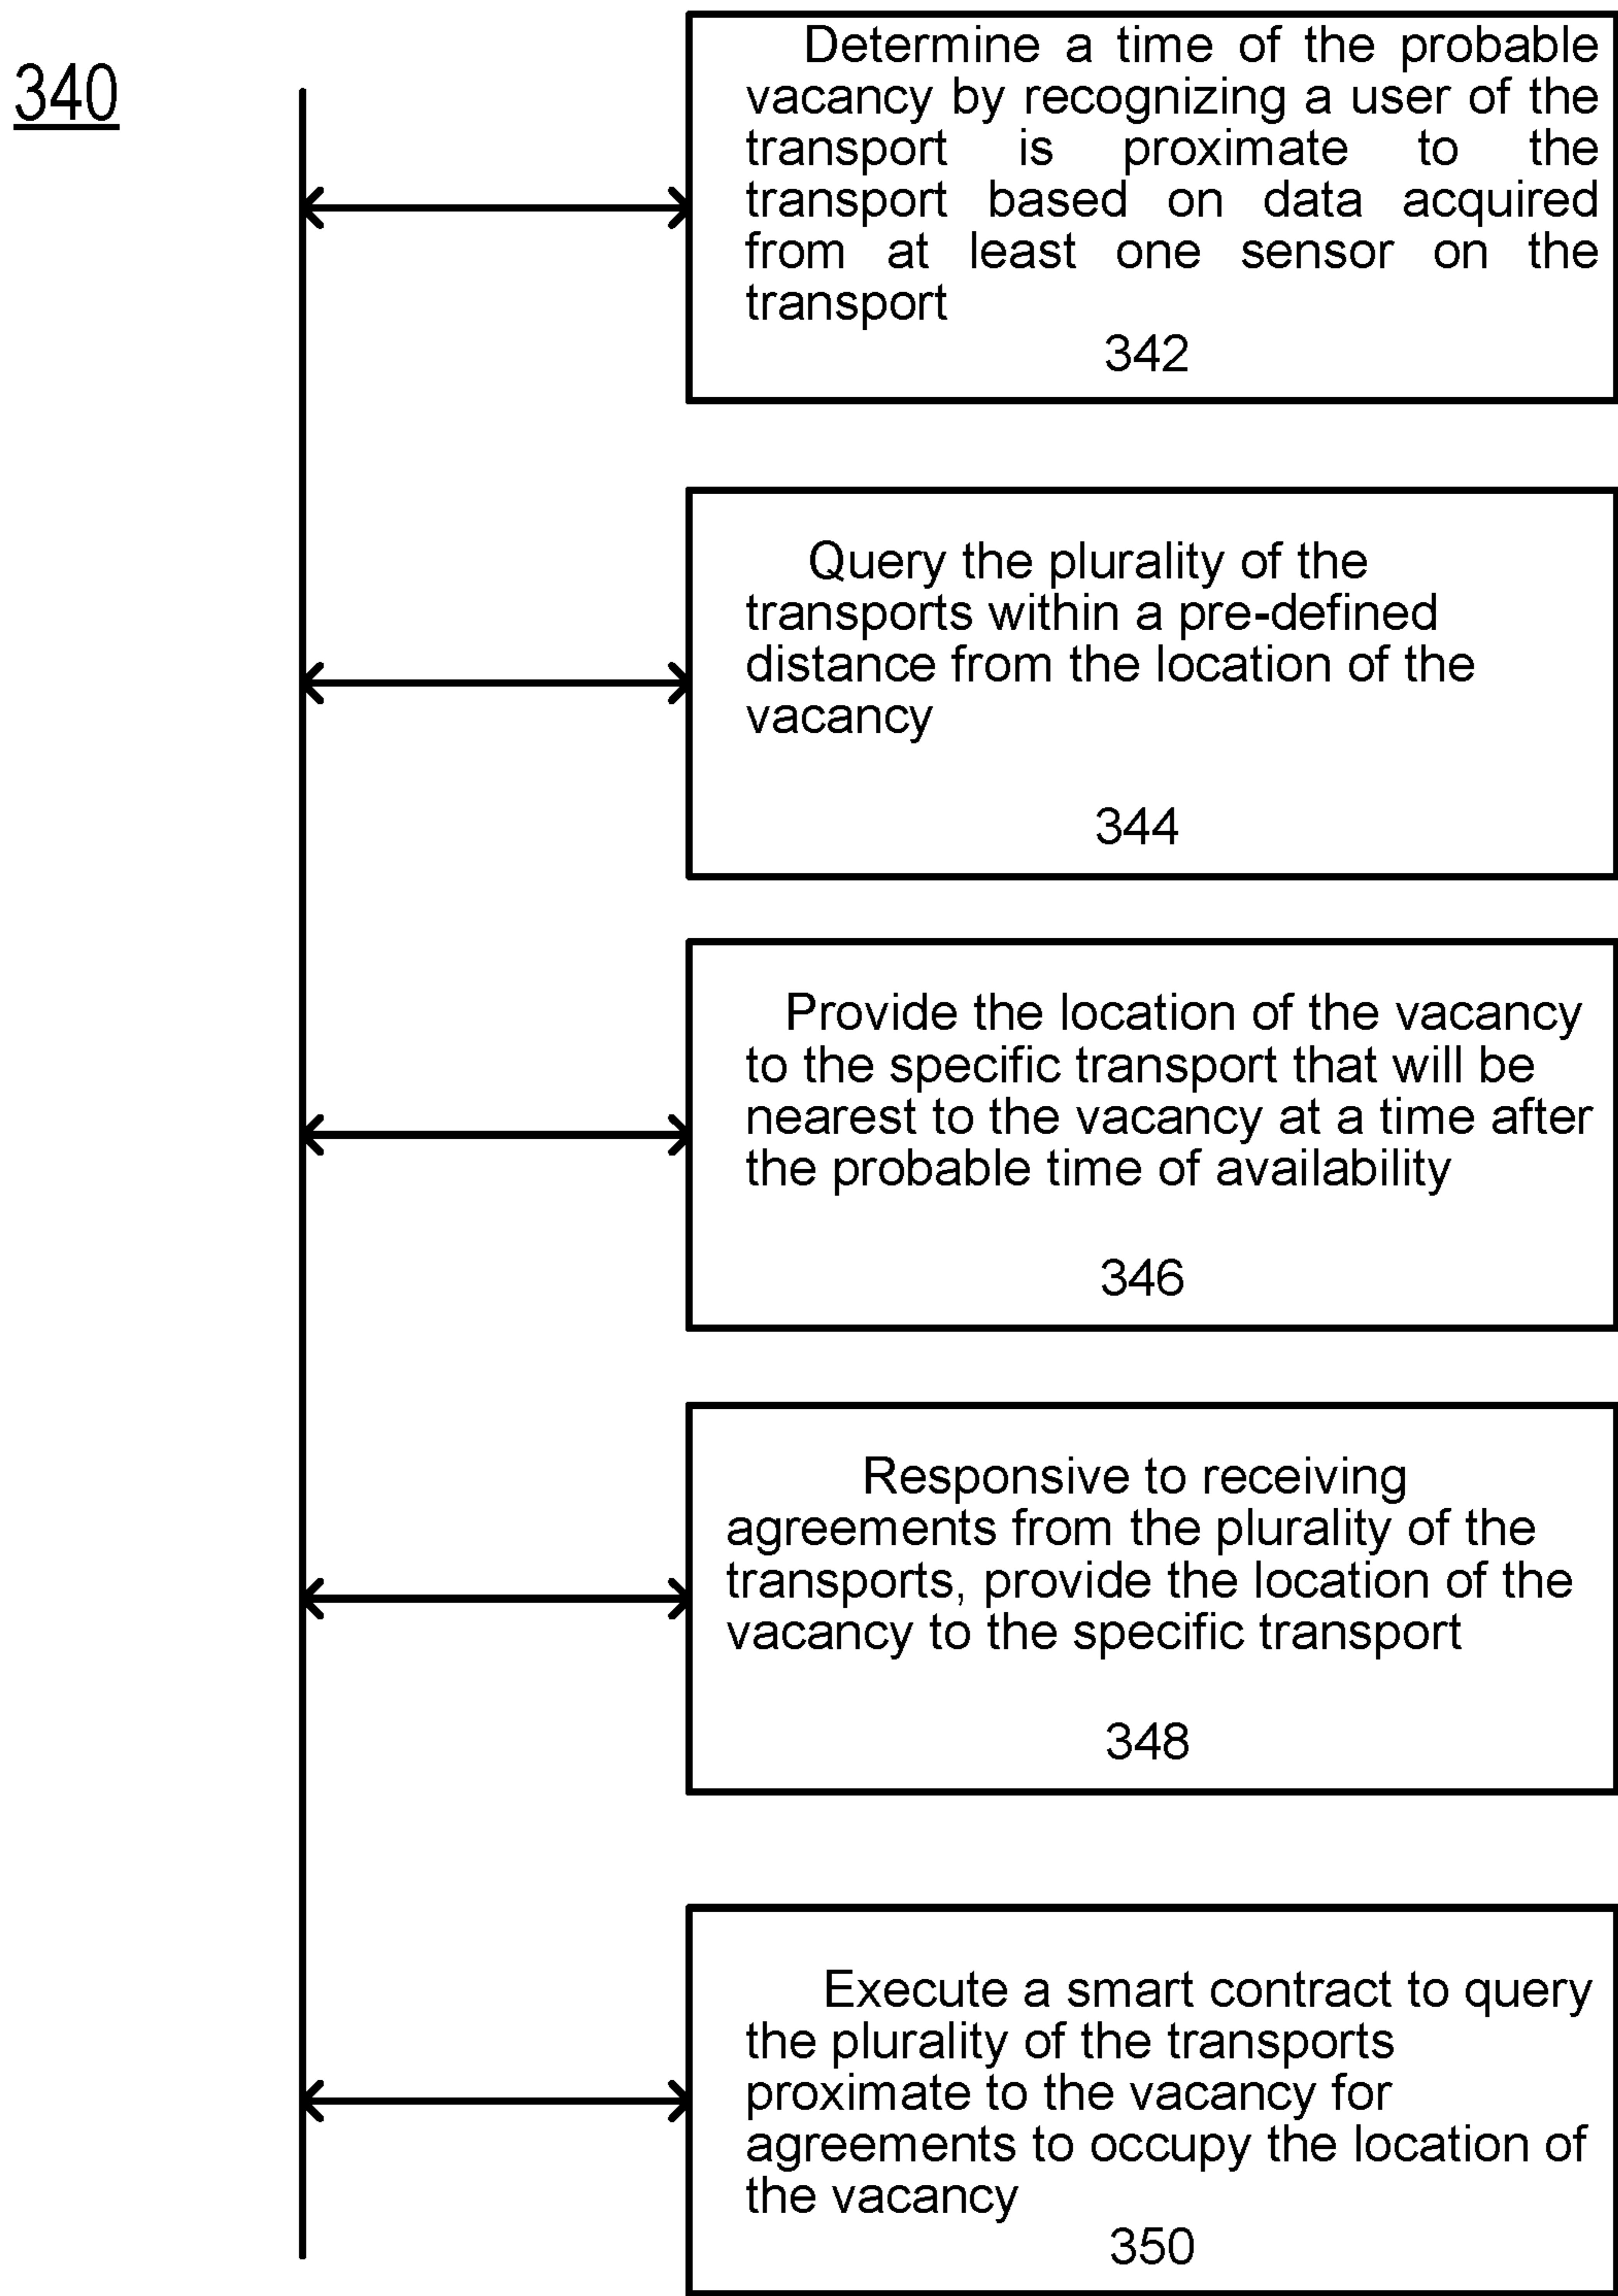 340
Determine a time of the probable
vacancy by recognizing a user of the
transport is proximate to the
transport based on data acquired
from at least one sensor on the
transport
342
Query the plurality of the
transports within a pre-defined
distance from the location of the
vacancy
344
Provide the location of the vacancy
to the specific transport that will be
nearest to the vacancy at a time after
the probable time of availability
346
Responsive to receiving
agreements from the plurality of the
transports, provide the location of the
vacancy to the specific transport
348
Execute a smart contract to query
the plurality of the transports
proximate to the vacancy for
agreements to occupy the location of
the vacancy
350